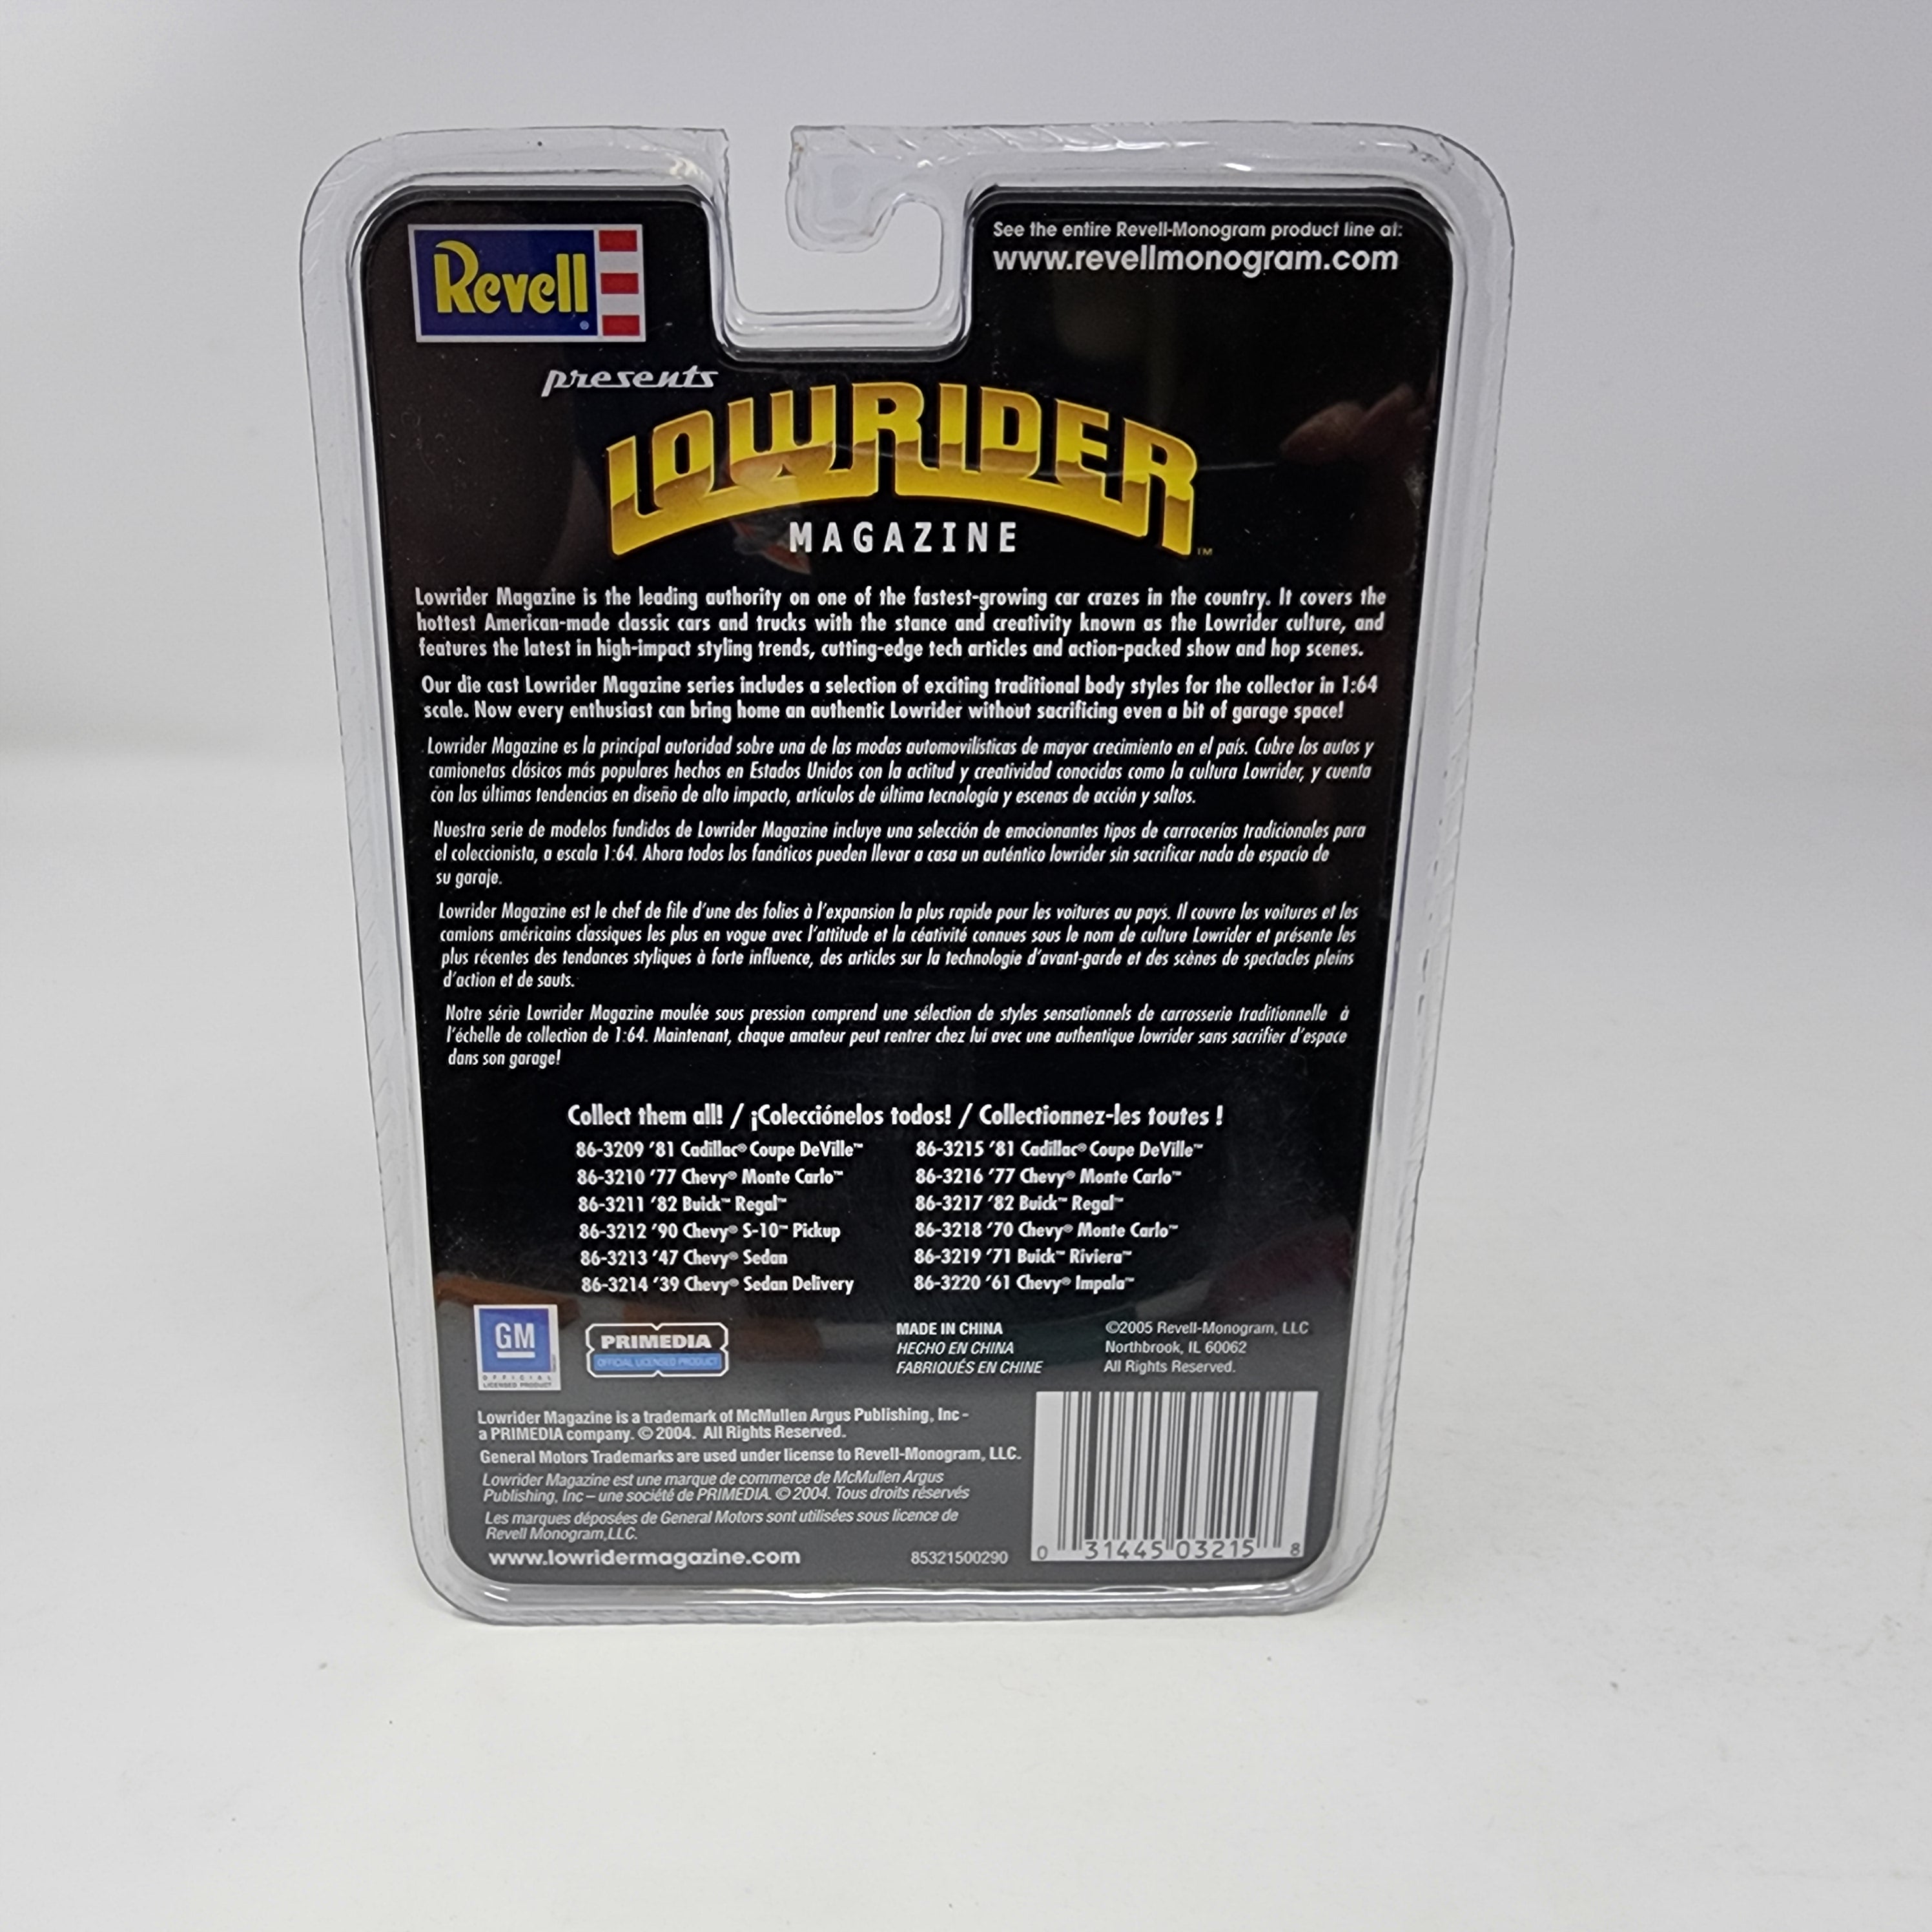 Revell®
See the entire Revell-Monogram product line at:
www.revellmonogram.com
presents
LOWRIDER™
MAGAZINE
Lowrider Magazine is the leading authority on one of the fastest-growing car crazes in the country. It covers the
hottest American-made classic cars and trucks with the stance and creativity known as the Lowrider culture, and
features the latest in high-impact styling trends, cutting-edge tech articles and action-packed show and hop scenes.
Our die cast Lowrider Magazine series includes a selection of exciting traditional body styles for the collector in 1:64
scale. Now every enthusiast can bring home an authentic Lowrider without sacrificing even a bit of garage space!
Lowrider Magazine es la principal autoridad sobre una de las modas automovilísticas de mayor crecimiento en el país. Cubre los autos y
camionetas clásicos más populares hechos en Estados Unidos con la actitud y creatividad conocidas como la cultura Lowrider, y cuenta
con las últimas tendencias en diseño de alto impacto, artículos de última tecnología y escenas de acción y saltos.
Nuestra serie de modelos fundidos de Lowrider Magazine incluye una selección de emocionantes tipos de carrocerías tradicionales para
el coleccionista, a escala 1:64. Ahora todos los fanáticos pueden llevar a casa un auténtico lowrider sin sacrificar nada de espacio de
su garaje.
Lowrider Magazine est le chef de file d'une des folies à l'expansion la plus rapide pour les voitures au pays. Il couvre les voitures et les
camions américains classiques les plus en vogue avec l'attitude et la céativité connues sous le nom de culture Lowrider et présente les
plus récentes des tendances styliques à forte influence, des articles sur la technologie d'avant-garde et des scènes de spectacles pleins
d'action et de sauts.
Notre série Lowrider Magazine moulée sous pression comprend une sélection de styles sensationnels de carrosserie traditionnelle à
l'échelle de collection de 1:64. Maintenant, chaque amateur peut rentrer chez lui avec une authentique lowrider sans sacrifier d'espace
dans son garage!
Collect them all! / ¡Colecciónelos todos! / Collectionnez-les toutes !
86-3209 '81 Cadillac® Coupe DeVille™
86-3210 '77 Chevy® Monte Carlo™
86-3211 '82 Buick™ Regal™
86-3212 '90 Chevy® S-10™ Pickup
86-3213 '47 Chevy® Sedan
86-3214 '39 Chevy® Sedan Delivery
86-3215 '81 Cadillac® Coupe DeVille™
86-3216 '77 Chevy® Monte Carlo™
86-3217 '82 Buick™ Regal™
86-3218 '70 Chevy® Monte Carlo™
86-3219 '71 Buick™ Riviera™
86-3220 '61 Chevy® Impala™
GM
OFFICIAL
LICENSED PRODUCT
PRIMEDIA
OFFICIAL LICENSED PRODUCT
MADE IN CHINA
HECHO EN CHINA
FABRIQUÉS EN CHINE
©2005 Revell-Monogram, LLC
Northbrook, IL 60062
All Rights Reserved.
Lowrider Magazine is a trademark of McMullen Argus Publishing, Inc -
a PRIMEDIA company. © 2004. All Rights Reserved.
General Motors Trademarks are used under license to Revell-Monogram, LLC.
Lowrider Magazine est une marque de commerce de McMullen Argus
Publishing, Inc – une société de PRIMEDIA. © 2004. Tous droits réservés
Les marques déposées de General Motors sont utilisées sous licence de
Revell Monogram,LLC.
www.lowridermagazine.com
85321500290
0 31445 03215 8